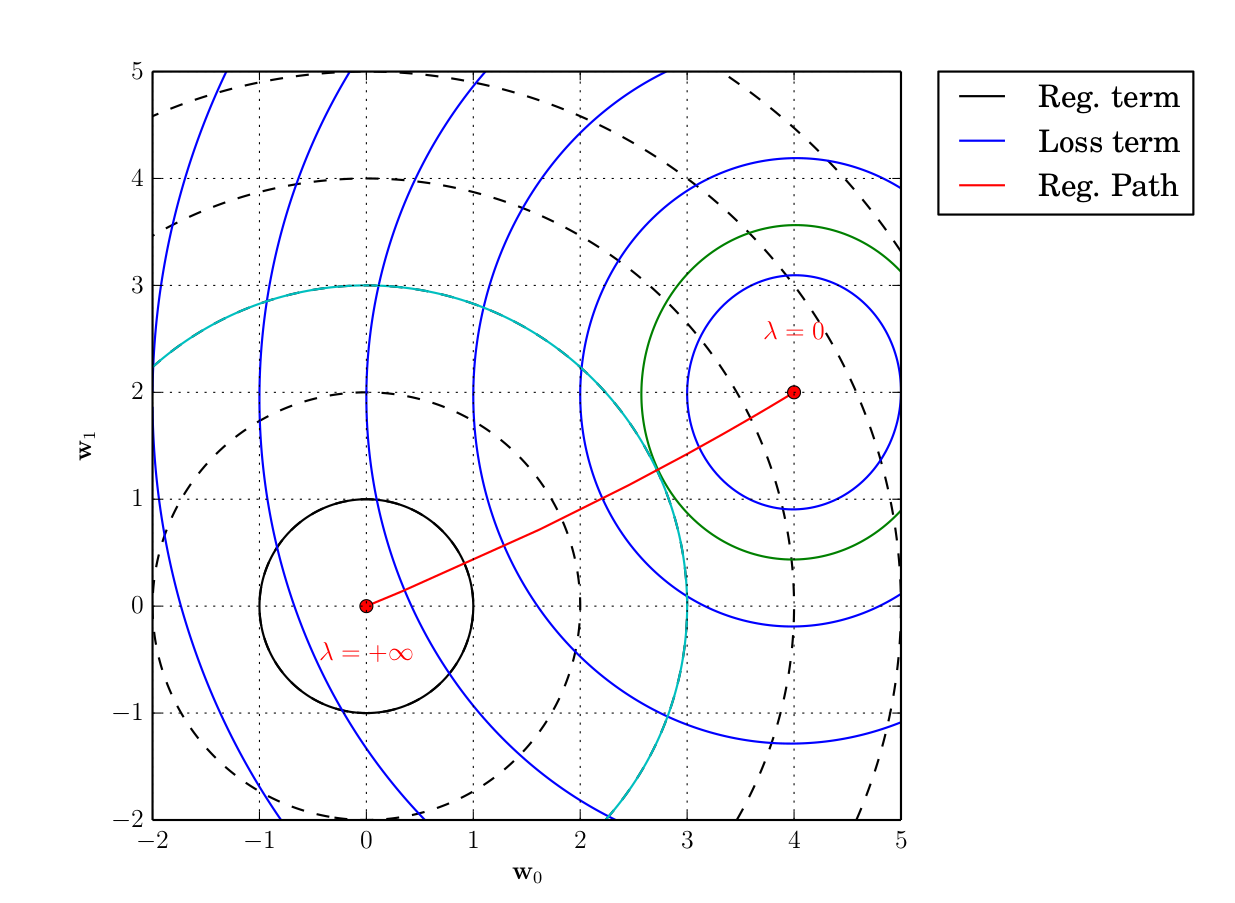 5
4
3
2
1
0
−1
−2
−2 −1 0 1 2 3 4 5
w₁
w₀
λ = 0
λ = +∞
Reg. term
Loss term
Reg. Path